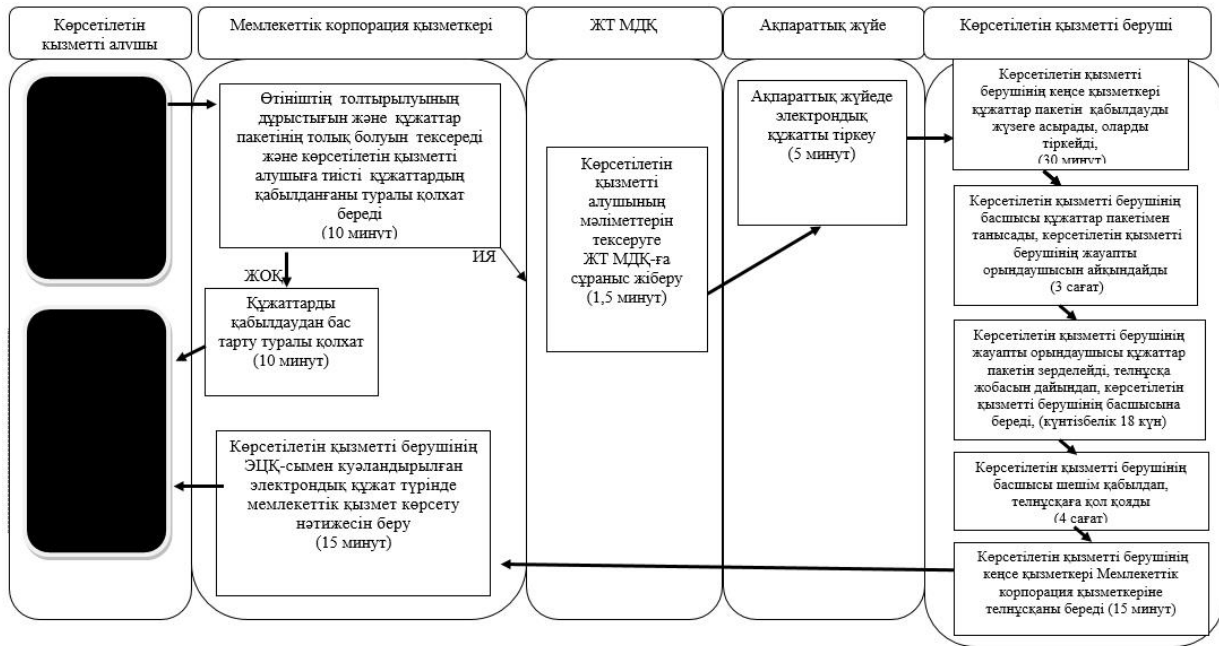 Көрсетілетін
қызметті алушы
Мемлекеттік корпорация қызметкері
ЖТ МДҚ
Ақпараттық жүйе
Көрсетілетін қызметті беруші
Өтініштің толтырылуының
дұрыстығын және құжаттар
пакетінің толық болуын тексереді
және көрсетілетін қызметті
алушыға тиісті құжаттардың
қабылданғаны туралы қолхат
береді
(10 минут)
ЖОҚ
ИЯ
Құжаттарды
қабылдаудан бас
тарту туралы қолхат
(10 минут)
Көрсетілетін қызметті берушінің
ЭЦҚ-сымен куәландырылған
электрондық құжат түрінде
мемлекеттік қызмет көрсету
нәтижесін беру
(15 минут)
Көрсетілетін
қызметті
алушының
мәліметтерін
тексеруге
ЖТ МДҚ-ға
сұраныс жіберу
(1,5 минут)
Ақпараттық жүйеде
электрондық
құжатты тіркеу
(5 минут)
Көрсетілетін қызметті
берушінің кеңсе қызметкері
құжаттар пакетін қабылдауды
жүзеге асырады, оларды
тіркейді,
(30 минут)
Көрсетілетін қызметті берушінің
басшысы құжаттар пакетімен
танысады, көрсетілетін қызметті
берушінің жауапты
орындаушысын айқындайды
(3 сағат)
Көрсетілетін қызметті берушінің
жауапты орындаушысы құжаттар
пакетін зерделейді, телнұсқа
жобасын дайындап, көрсетілетін
қызметті берушінің басшысына
береді, (күнтізбелік 18 күн)
Көрсетілетін қызметті берушінің
басшысы шешім қабылдап,
телнұсқаға қол қояды
(4 сағат)
Көрсетілетін қызметті берушінің
кеңсе қызметкері Мемлекеттік
корпорация қызметкеріне
телнұсқаны береді (15 минут)